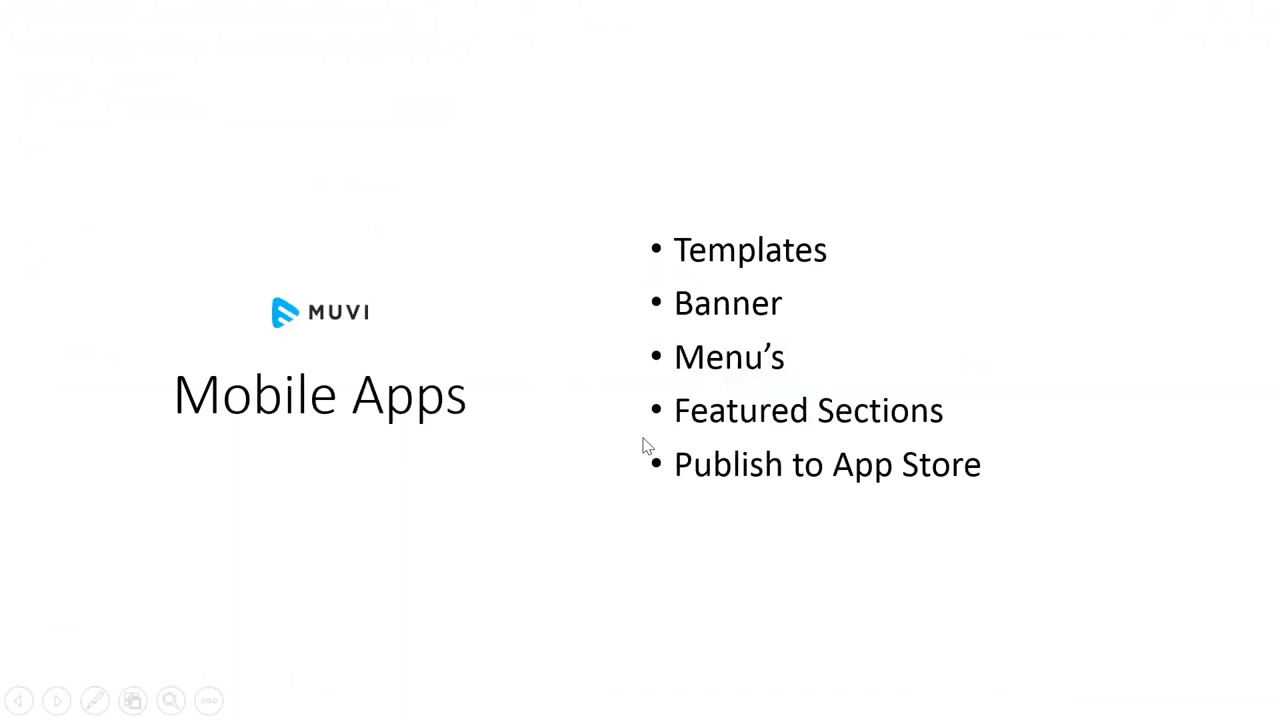 MUVI
Mobile Apps
• Templates
• Banner
• Menu’s
• Featured Sections
• Publish to App Store